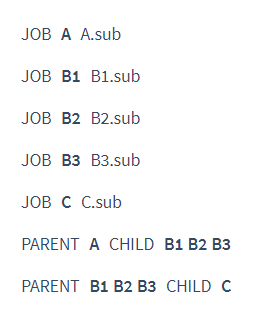 JOB A A.sub
JOB B1 B1.sub
JOB B2 B2.sub
JOB B3 B3.sub
JOB C C.sub
PARENT A CHILD B1 B2 B3
PARENT B1 B2 B3 CHILD C